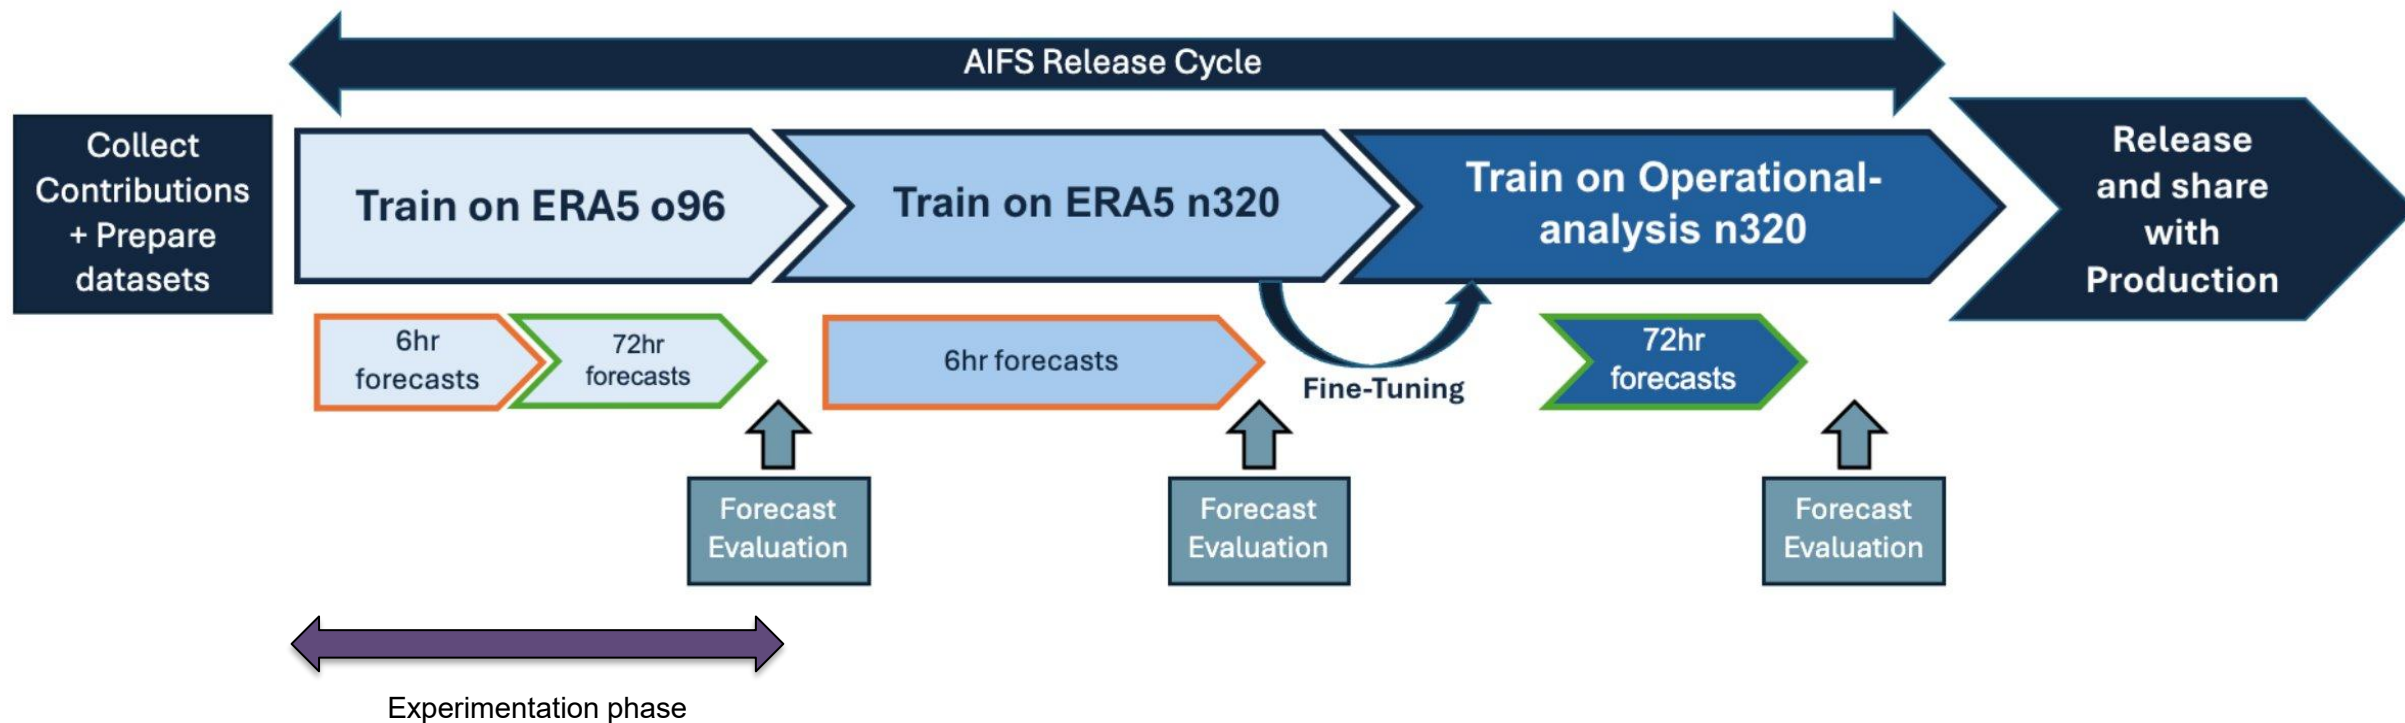 AIFS Release Cycle
Collect
Contributions
+ Prepare
datasets
Train on ERA5 o96
Train on ERA5 n320
Train on Operational-
analysis n320
Release
and share
with
Production
6hr
forecasts
72hr
forecasts
6hr forecasts
Fine-Tuning
72hr
forecasts
Forecast
Evaluation
Forecast
Evaluation
Forecast
Evaluation
Experimentation phase